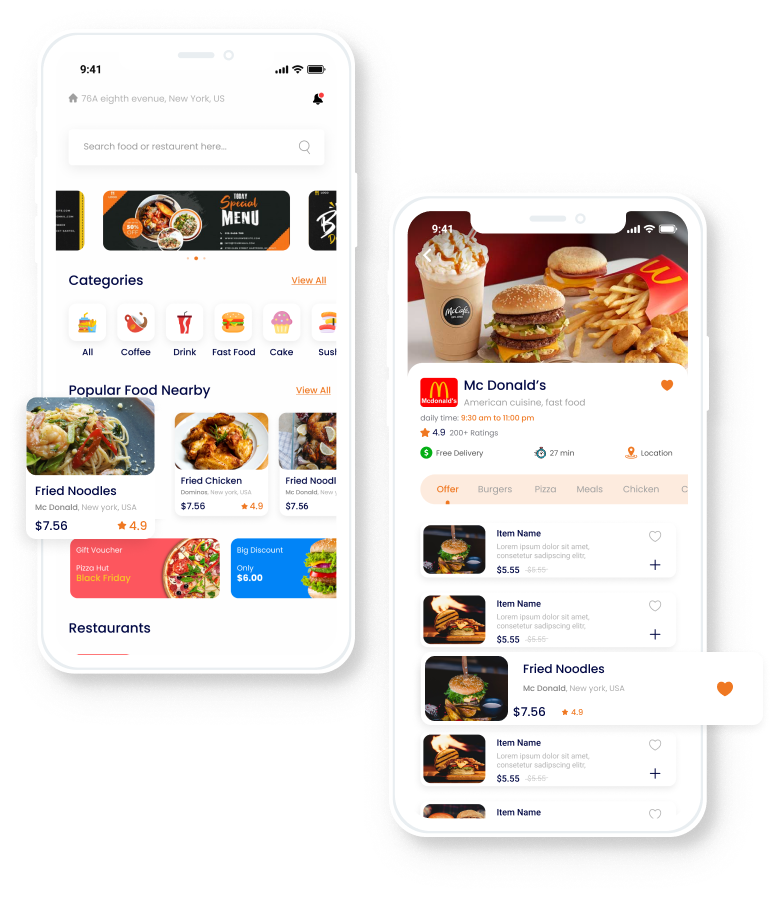 9:41
76A eighth evenue, New York, US
Search food or restaurent here...
TODAY
Special
MENU
50%
OFF
Categories
View All
All
Coffee
Drink
Fast Food
Cake
Sush
Popular Food Nearby
View All
Fried Noodles
Mc Donald, New york, USA
$7.56
4.9
Fried Chicken
Dominos, New york, USA
$7.56
4.9
Fried Noodl
Mc Donald, New y
$7.56
Gift Voucher
Pizza Hut
Black Friday
Big Discount
Only
$6.00
Restaurants
9:41
McCafé
Mcdonald's
Mc Donald's
American cuisine, fast food
daily time: 9:30 am to 11:00 pm
4.9 200+ Ratings
Free Delivery
27 min
Location
Offer
Burgers
Pizza
Meals
Chicken
C
Item Name
Lorem ipsum dolor sit amet,
consetetur sadipscing elitr,
$5.55 $5.55
Item Name
Lorem ipsum dolor sit amet,
consetetur sadipscing elitr,
$5.55 $5.55
Fried Noodles
Mc Donald, New york, USA
$7.56
4.9
Item Name
Lorem ipsum dolor sit amet,
consetetur sadipscing elitr,
$5.55 $5.55
Item Name